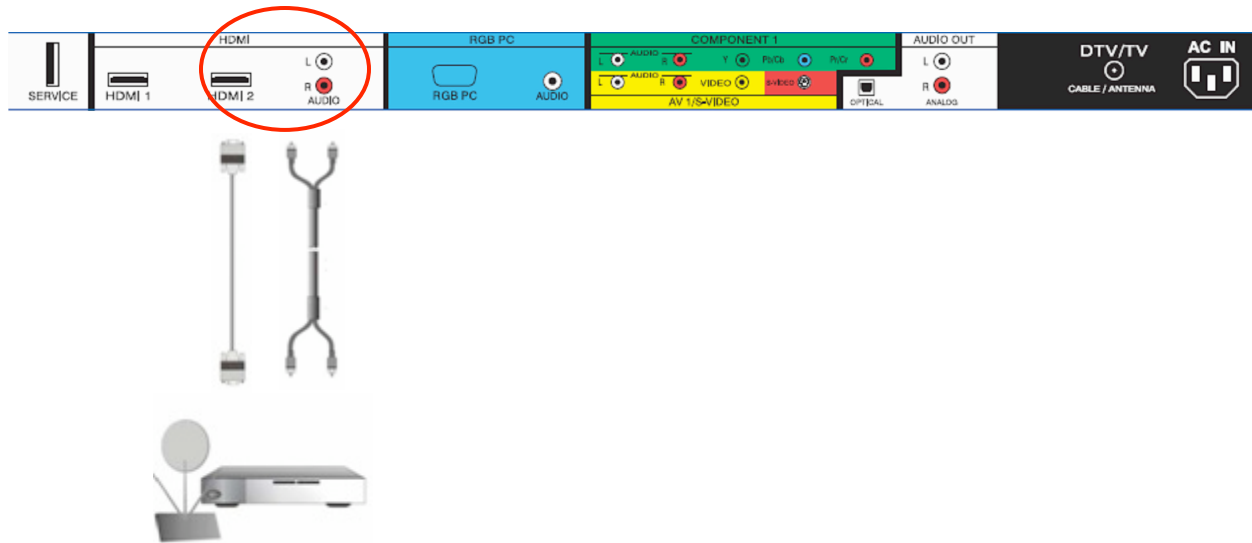 SERVICE
HDMI
HDMI 1
HDMI 2
L
R
AUDIO
RGB PC
RGB PC
AUDIO
COMPONENT 1
L AUDIO R Y Pb/Cb Pr/Cr
L AUDIO R VIDEO S-VIDEO
AV 1/S-VIDEO
OPTICAL
AUDIO OUT
L
R
ANALOG
DTV/TV
CABLE / ANTENNA
AC IN